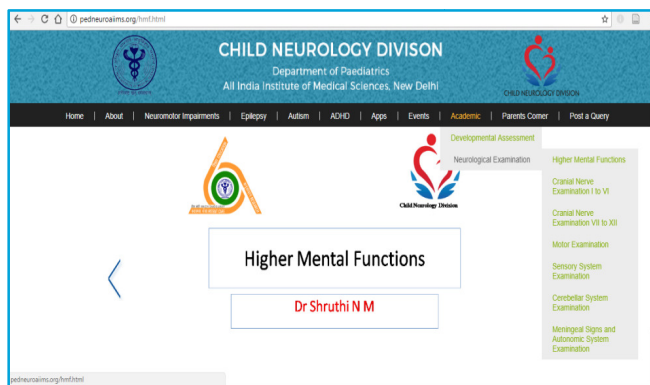 pedneuroaiims.org/hmf.html
CHILD NEUROLOGY DIVISON
Department of Paediatrics
All India Institute of Medical Sciences, New Delhi
CHILD NEUROLOGY DIVISION
Home | About | Neuromotor Impairments | Epilepsy | Autism | ADHD | Apps | Events | Academic | Parents Corner | Post a Query
Developmental Assessment
Neurological Examination
Higher Mental Functions
Cranial Nerve
Examination I to VI
Cranial Nerve
Examination VII to XII
Motor Examination
Sensory System
Examination
Cerebellar System
Examination
Meningeal Signs and
Autonomic System
Examination
Child Neurology Division
Higher Mental Functions
Dr Shruthi N M
pedneuroaiims.org/hmf.html